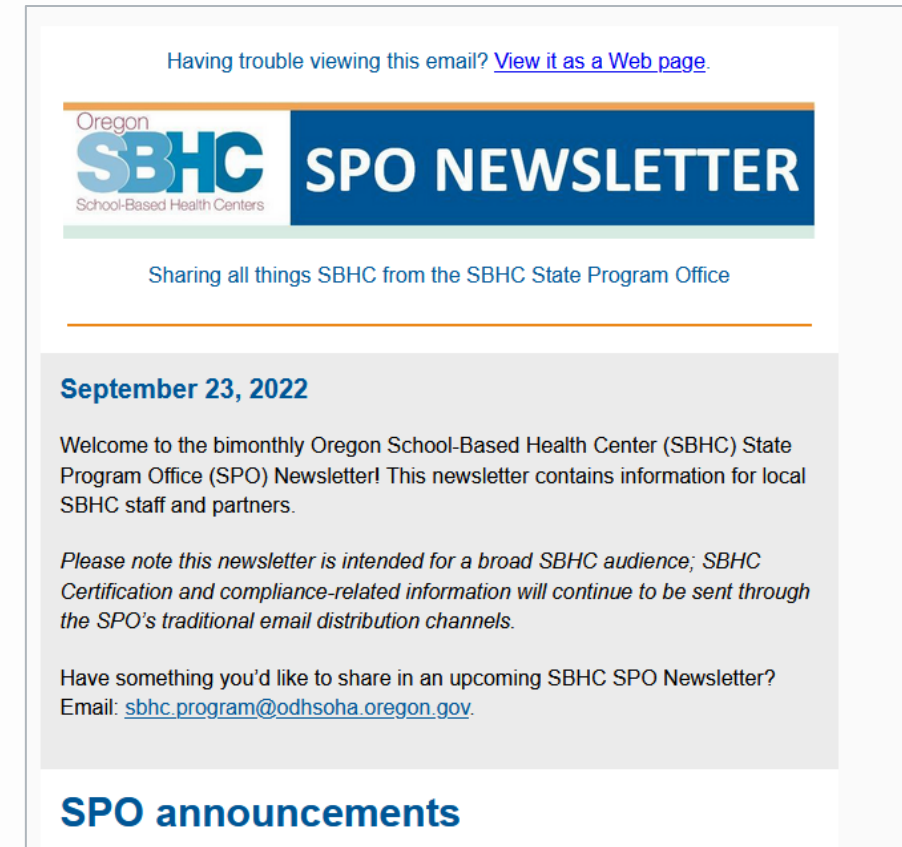 Having trouble viewing this email? View it as a Web page.
Oregon
SBHC
School-Based Health Centers
SPO NEWSLETTER
Sharing all things SBHC from the SBHC State Program Office
September 23, 2022
Welcome to the bimonthly Oregon School-Based Health Center (SBHC) State
Program Office (SPO) Newsletter! This newsletter contains information for local
SBHC staff and partners.
Please note this newsletter is intended for a broad SBHC audience; SBHC
Certification and compliance-related information will continue to be sent through
the SPO’s traditional email distribution channels.
Have something you’d like to share in an upcoming SBHC SPO Newsletter?
Email: sbhc.program@odhsoha.oregon.gov.
SPO announcements